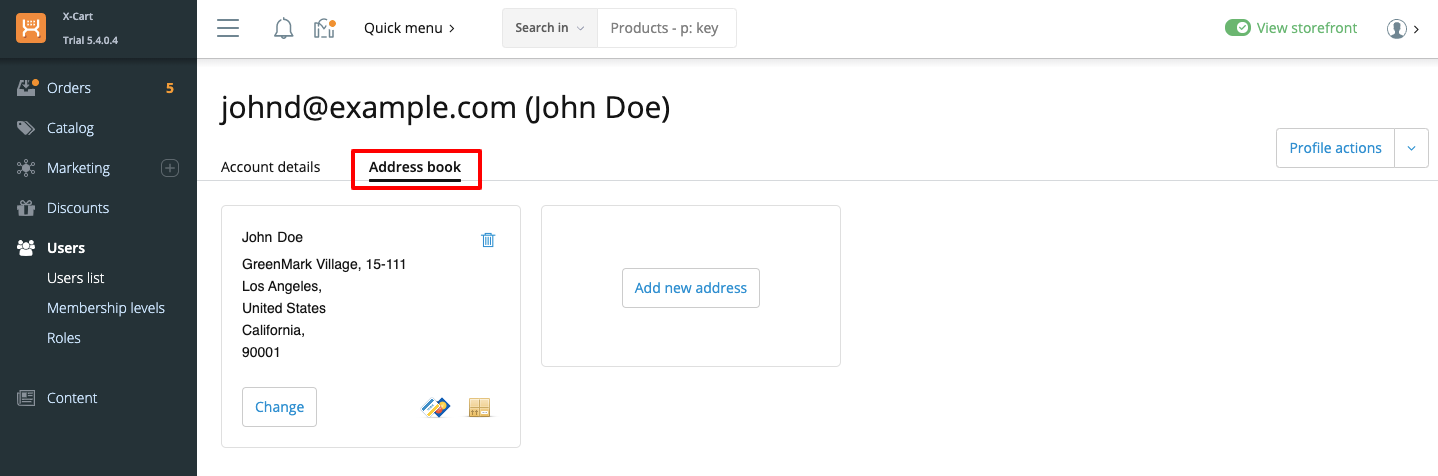 X-Cart
Trial 5.4.0.4
Quick menu
Search in
Products - p: key
View storefront
Orders 5
Catalog
Marketing
Discounts
Users
Users list
Membership levels
Roles
Content
johnd@example.com (John Doe)
Profile actions
Account details
Address book
John Doe
GreenMark Village, 15-111
Los Angeles,
United States
California,
90001
Change
Add new address